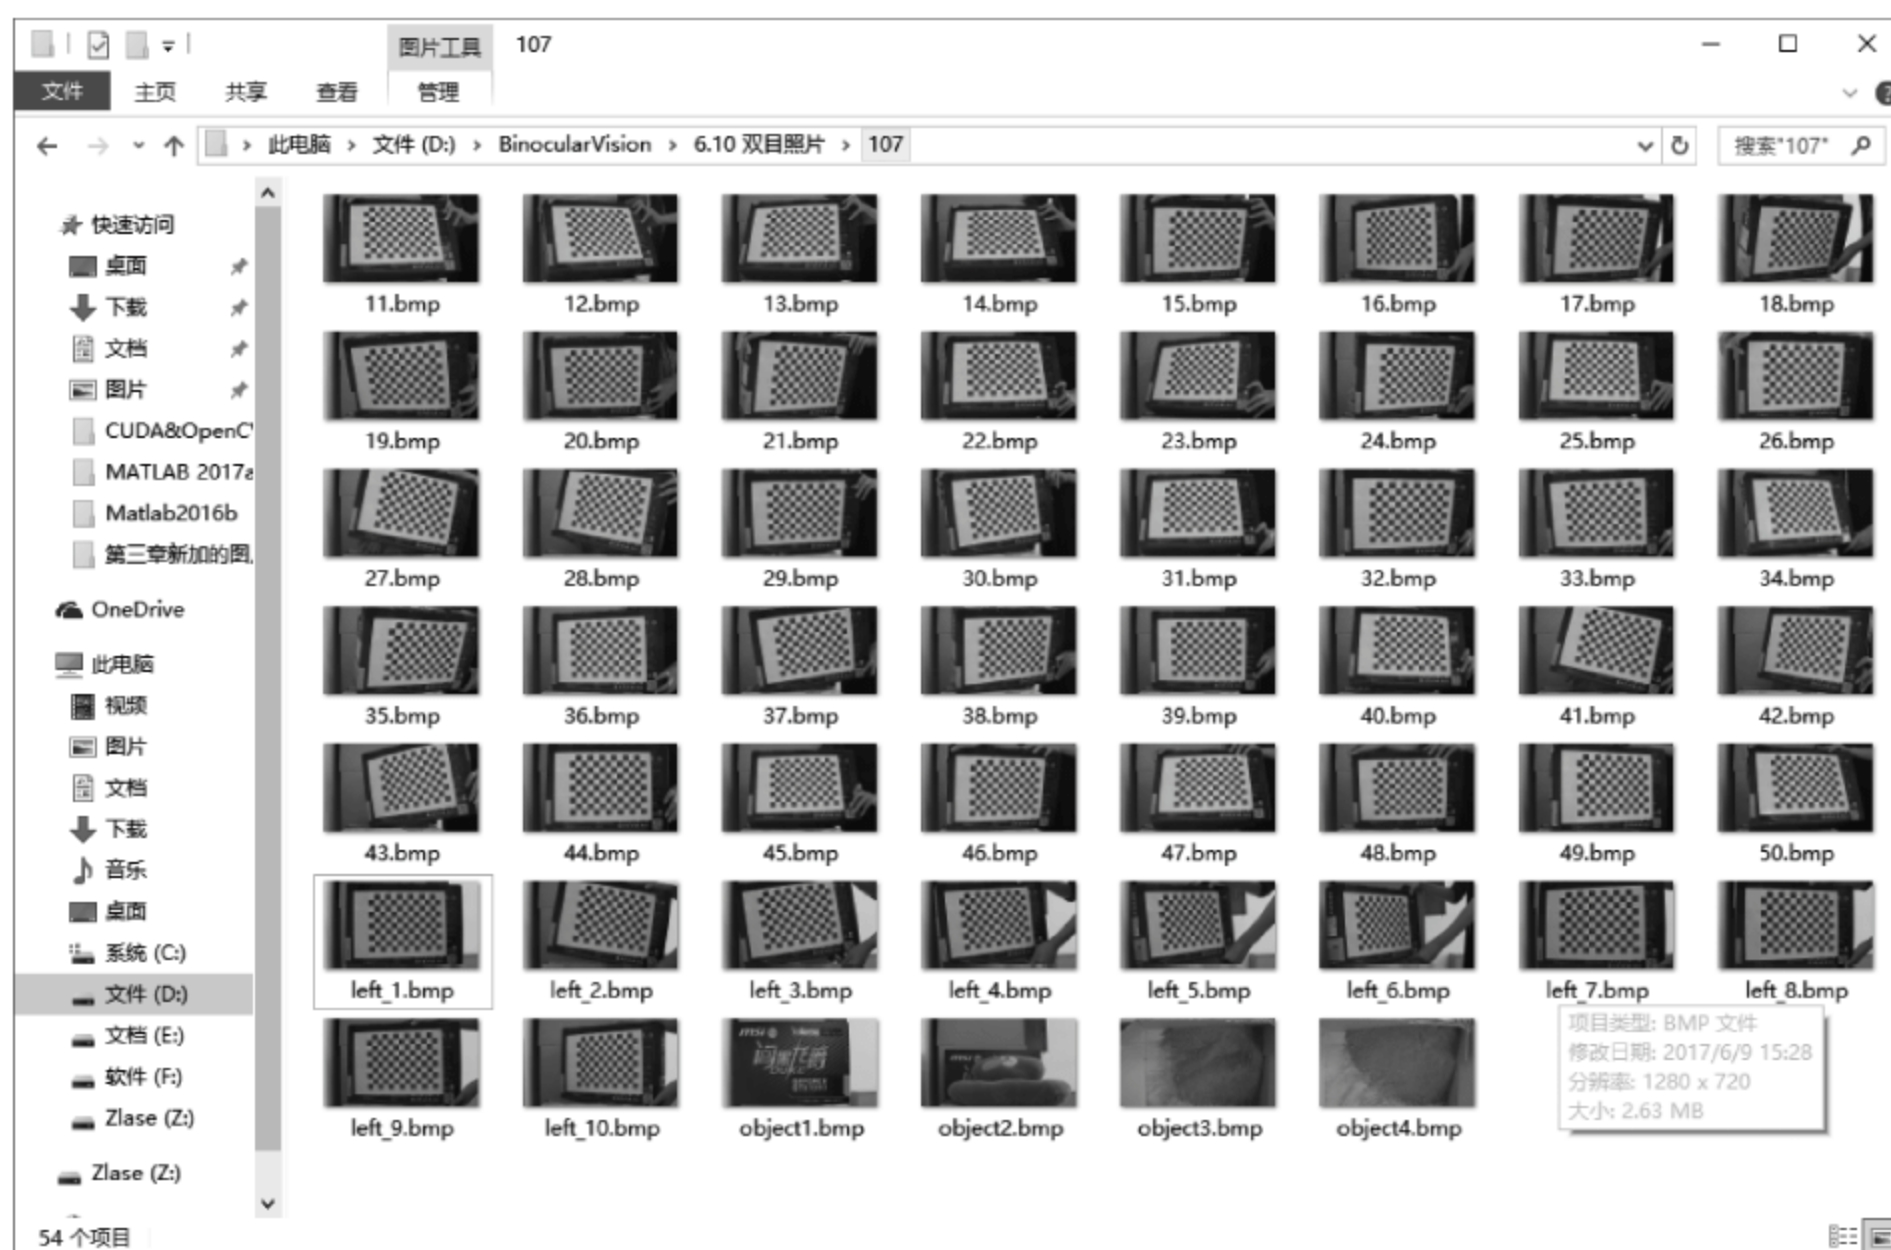 图片工具 107
文件 主页 共享 查看 管理
此电脑 › 文件 (D:) › BinocularVision › 6.10 双目照片 › 107
搜索"107"
快速访问
桌面
下载
文档
图片
CUDA&OpenC
MATLAB 2017a
Matlab2016b
第三章新加的图
OneDrive
此电脑
视频
图片
文档
下载
音乐
桌面
系统 (C:)
文件 (D:)
文档 (E:)
软件 (F:)
Zlase (Z:)
Zlase (Z:)
11.bmp 12.bmp 13.bmp 14.bmp 15.bmp 16.bmp 17.bmp 18.bmp
19.bmp 20.bmp 21.bmp 22.bmp 23.bmp 24.bmp 25.bmp 26.bmp
27.bmp 28.bmp 29.bmp 30.bmp 31.bmp 32.bmp 33.bmp 34.bmp
35.bmp 36.bmp 37.bmp 38.bmp 39.bmp 40.bmp 41.bmp 42.bmp
43.bmp 44.bmp 45.bmp 46.bmp 47.bmp 48.bmp 49.bmp 50.bmp
left_1.bmp left_2.bmp left_3.bmp left_4.bmp left_5.bmp left_6.bmp left_7.bmp left_8.bmp
msi
left_9.bmp left_10.bmp object1.bmp object2.bmp object3.bmp object4.bmp
项目类型: BMP 文件
修改日期: 2017/6/9 15:28
分辨率: 1280 x 720
大小: 2.63 MB
54 个项目